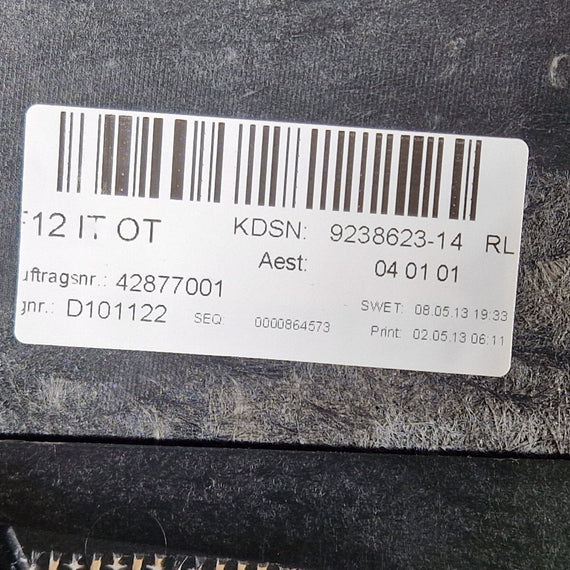 F12 IT OT KDSN: 9238623-14 RL
Aest: 04 01 01
uftragsnr.: 42877001
gnr.: D101122 SEQ: 0000864573
SWET: 08.05.13 19:33
Print: 02.05.13 06:11